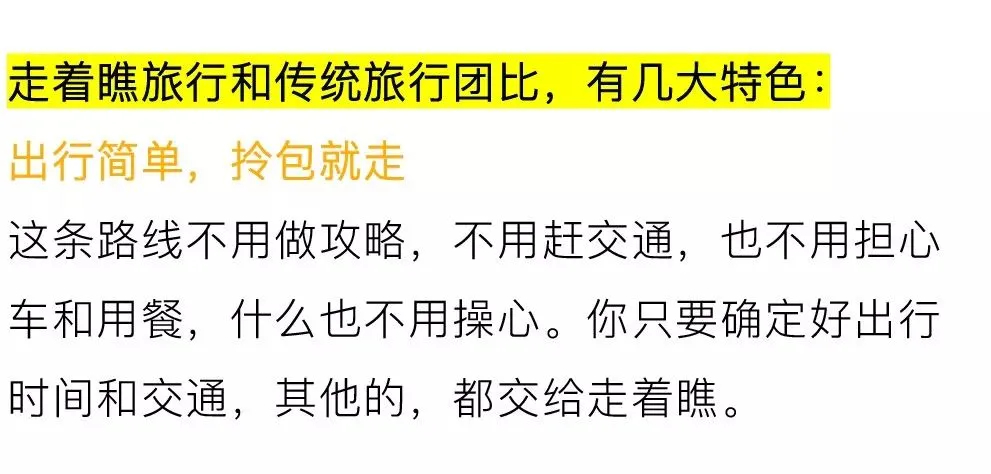 走着瞧旅行和传统旅行团比，有几大特色：
出行简单，拎包就走
这条路线不用做攻略，不用赶交通，也不用担心
车和用餐，什么也不用操心。你只要确定好出行
时间和交通，其他的，都交给走着瞧。